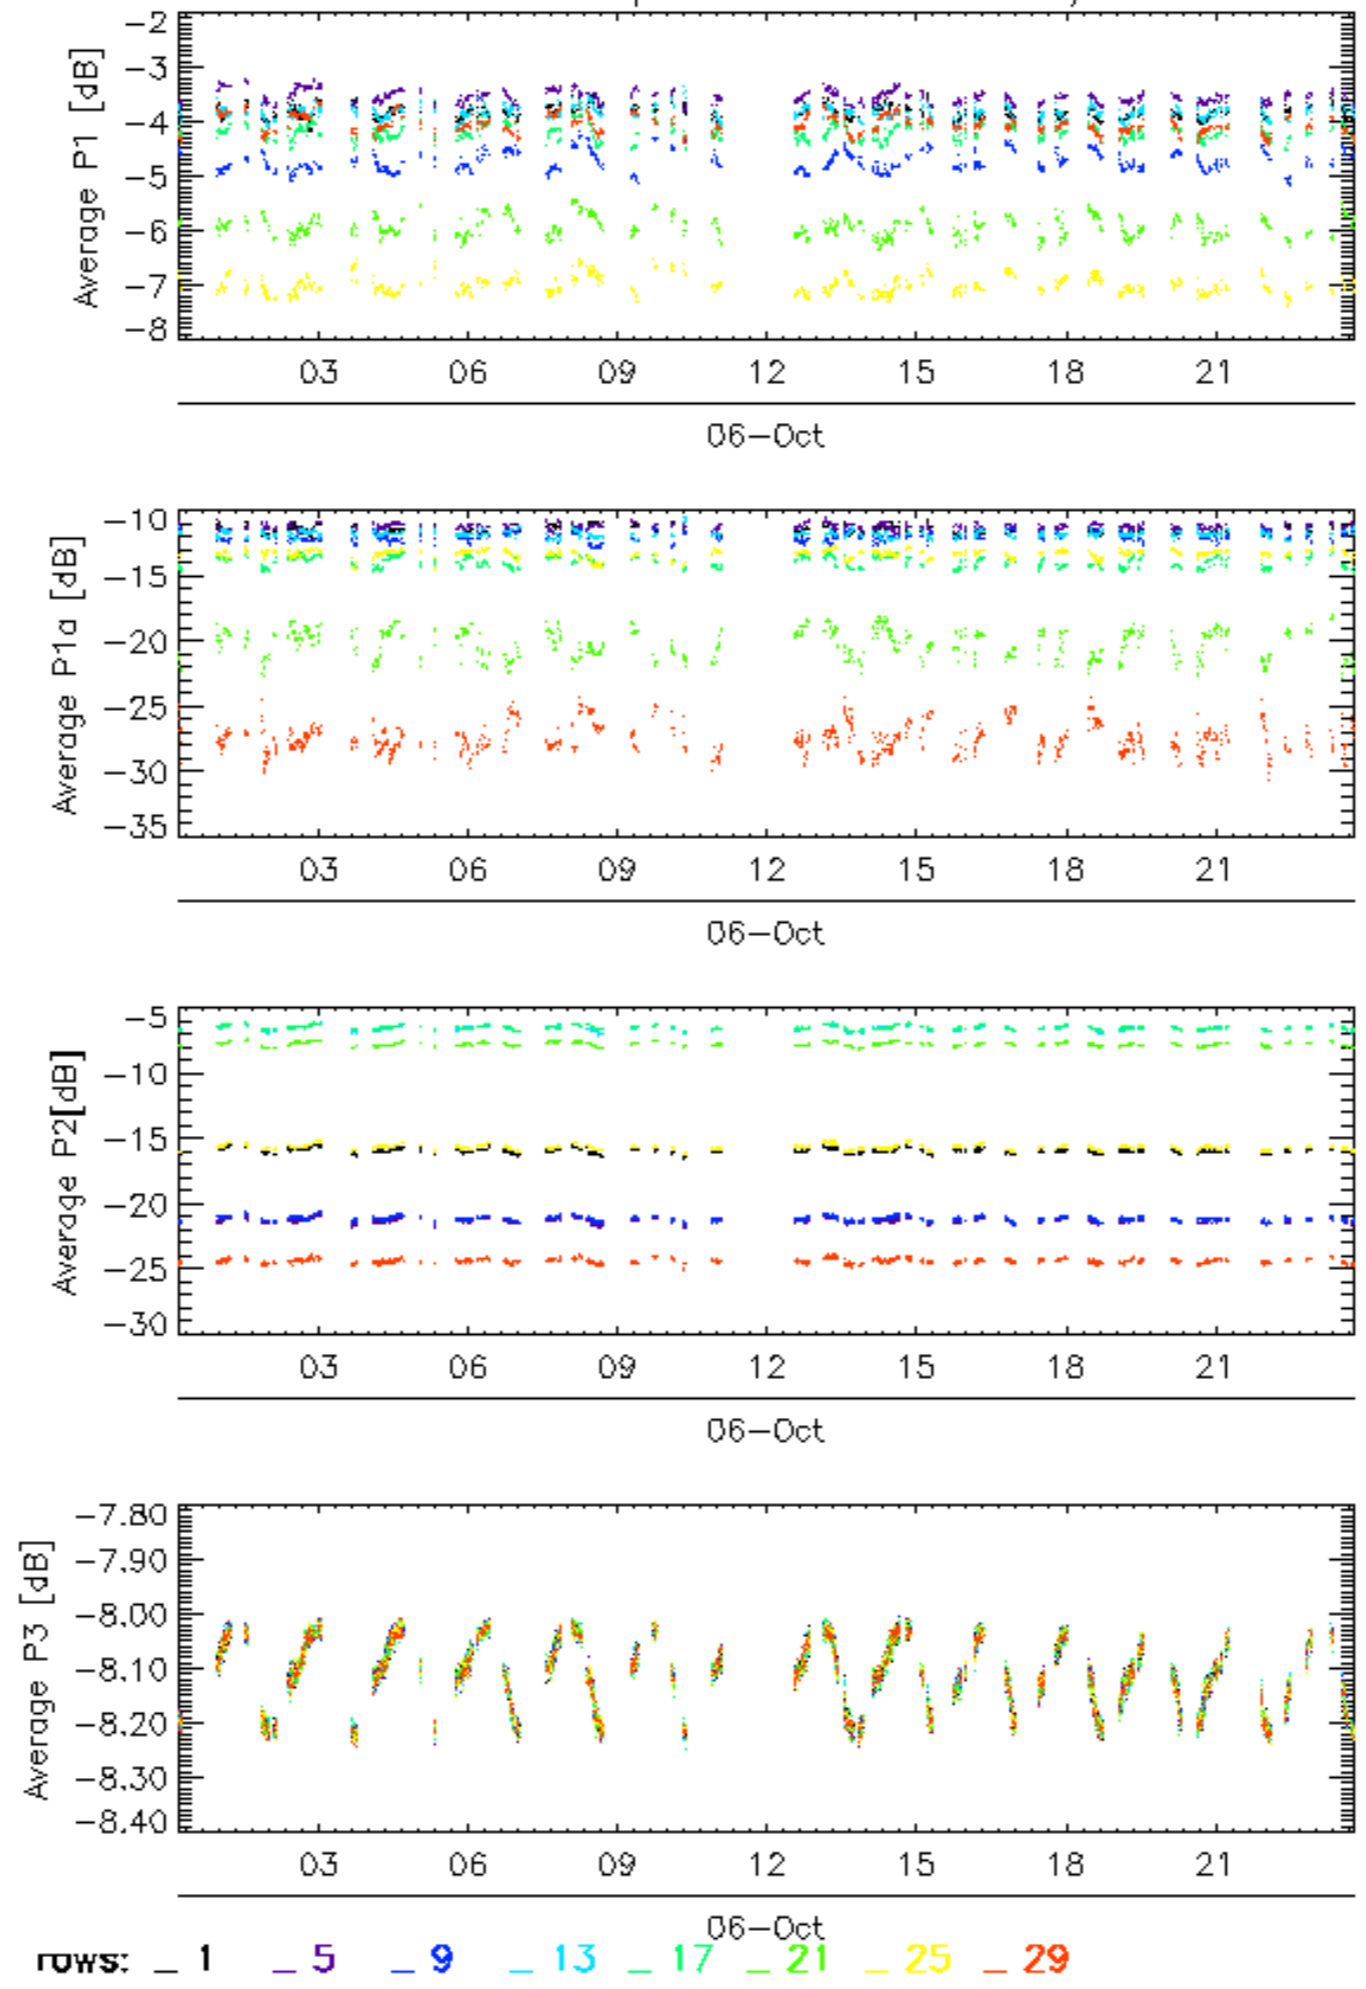 Average P1 [dB]
-2
-3
-4
-5
-6
-7
-8
03 06 09 12 15 18 21
06-Oct
Average P1a [dB]
-10
-15
-20
-25
-30
-35
03 06 09 12 15 18 21
06-Oct
Average P2[dB]
-5
-10
-15
-20
-25
-30
03 06 09 12 15 18 21
06-Oct
Average P3 [dB]
-7.80
-7.90
-8.00
-8.10
-8.20
-8.30
-8.40
03 06 09 12 15 18 21
06-Oct
rows: _ 1 _ 5 _ 9 _ 13 _ 17 _ 21 _ 25 _ 29